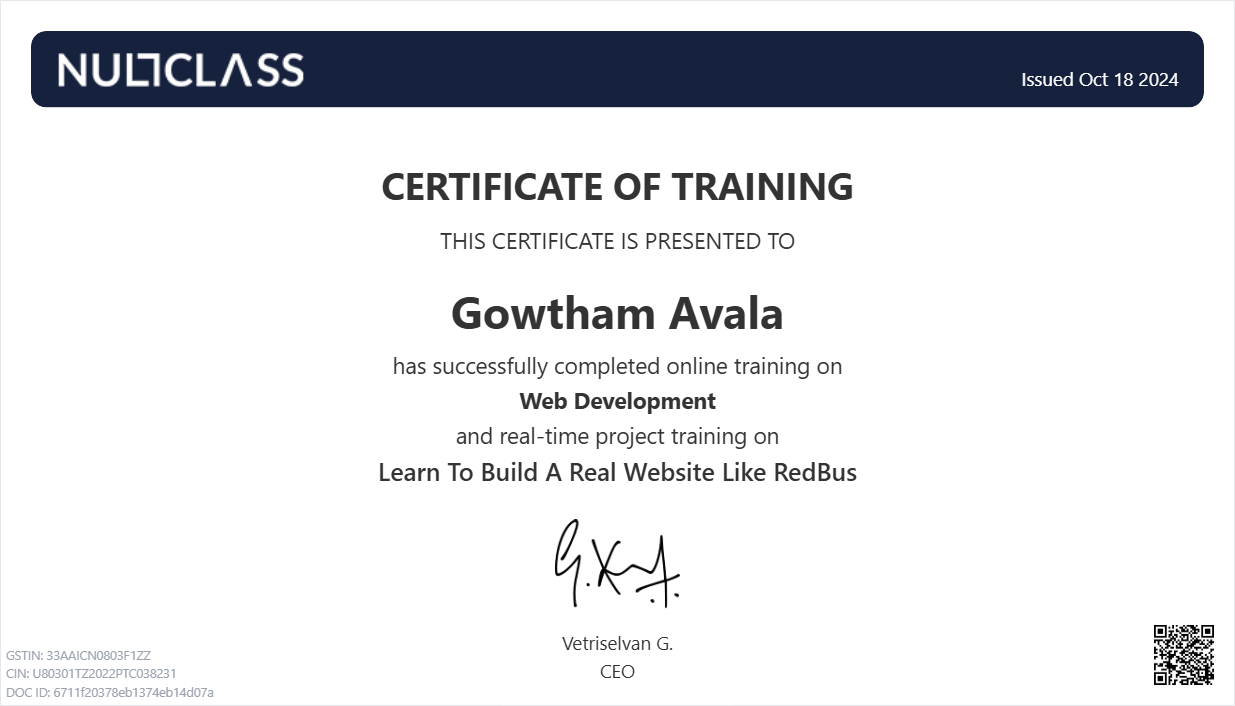 NULLCLASS
Issued Oct 18 2024
CERTIFICATE OF TRAINING
THIS CERTIFICATE IS PRESENTED TO
Gowtham Avala
has successfully completed online training on
Web Development
and real-time project training on
Learn To Build A Real Website Like RedBus
Vetriselvan G.
CEO
GSTIN: 33AAICN0803F1ZZ
CIN: U80301TZ2022PTC038231
DOC ID: 6711f20378eb1374eb14d07a